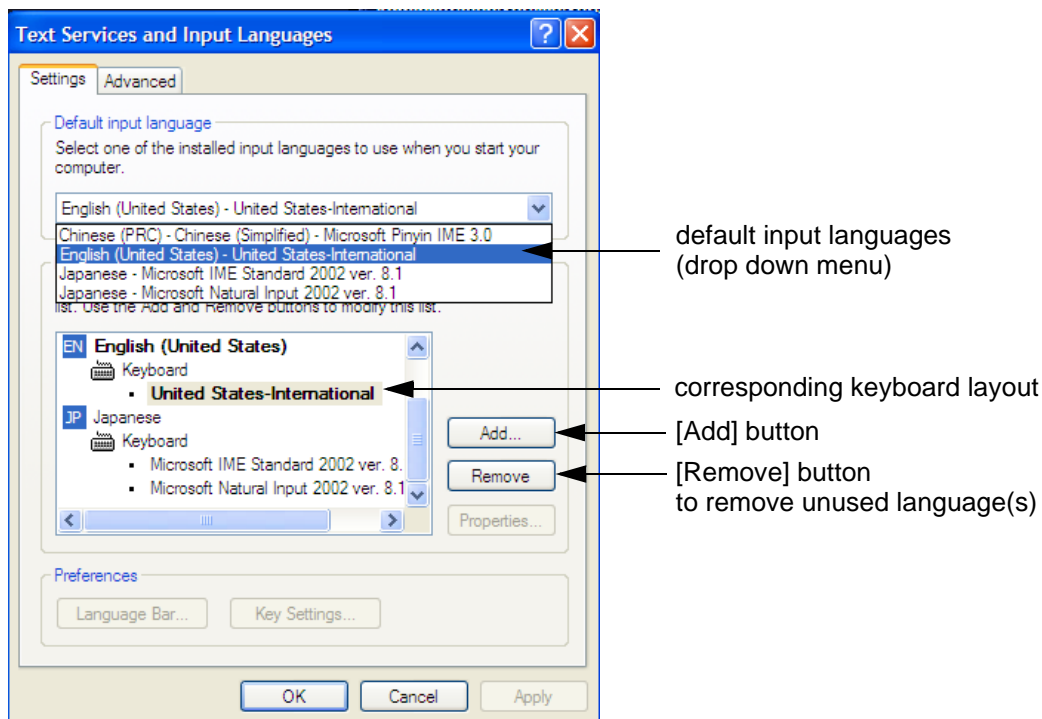 Text Services and Input Languages
Settings
Advanced
Default input language
Select one of the installed input languages to use when you start your
computer.
English (United States) - United States-International
Chinese (PRC) - Chinese (Simplified) - Microsoft Pinyin IME 3.0
English (United States) - United States-International
Japanese - Microsoft IME Standard 2002 ver. 8.1
Japanese - Microsoft Natural Input 2002 ver. 8.1
list. Use the Add and Remove buttons to modify this list.
EN English (United States)
Keyboard
• United States-International
JP Japanese
Keyboard
• Microsoft IME Standard 2002 ver. 8.
• Microsoft Natural Input 2002 ver. 8.1
Add...
Remove
Properties...
Preferences
Language Bar...
Key Settings...
OK
Cancel
Apply
default input languages
(drop down menu)
corresponding keyboard layout
[Add] button
[Remove] button
to remove unused language(s)